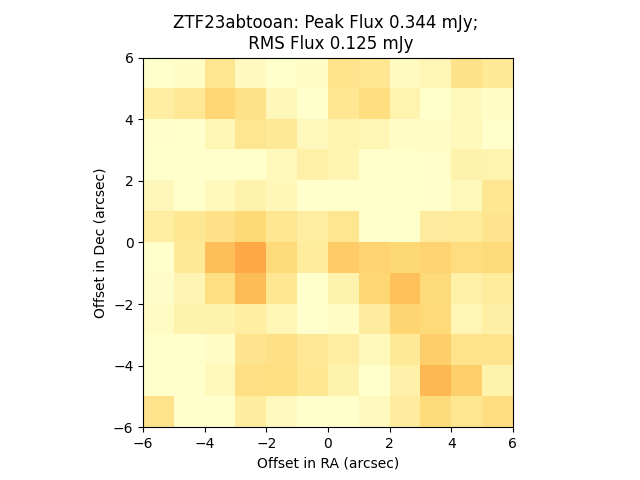 ZTF23abtooan: Peak Flux 0.344 mJy;
RMS Flux 0.125 mJy
6
4
2
0
−2
−4
−6
Offset in Dec (arcsec)
−6 −4 −2 0 2 4 6
Offset in RA (arcsec)